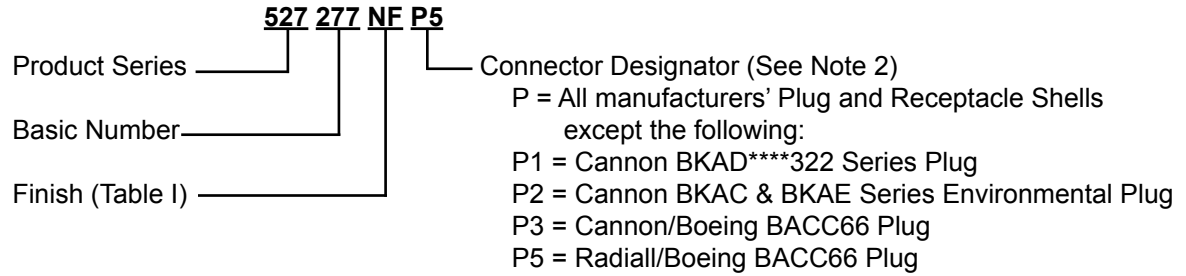 527 277 NF P5
Product Series
Connector Designator (See Note 2)
P = All manufacturers' Plug and Receptacle Shells
Basic Number
except the following:
P1 = Cannon BKAD****322 Series Plug
Finish (Table I)
P2 = Cannon BKAC & BKAE Series Environmental Plug
P3 = Cannon/Boeing BACC66 Plug
P5 = Radiall/Boeing BACC66 Plug